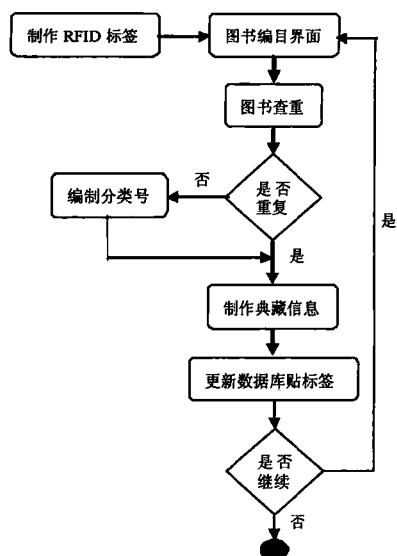 制作 RFID 标签
图书编目界面
图书查重
是 否
重复
否
编制分类号
是
是
制作典藏信息
更新数据库贴标签
是 否
继续
否